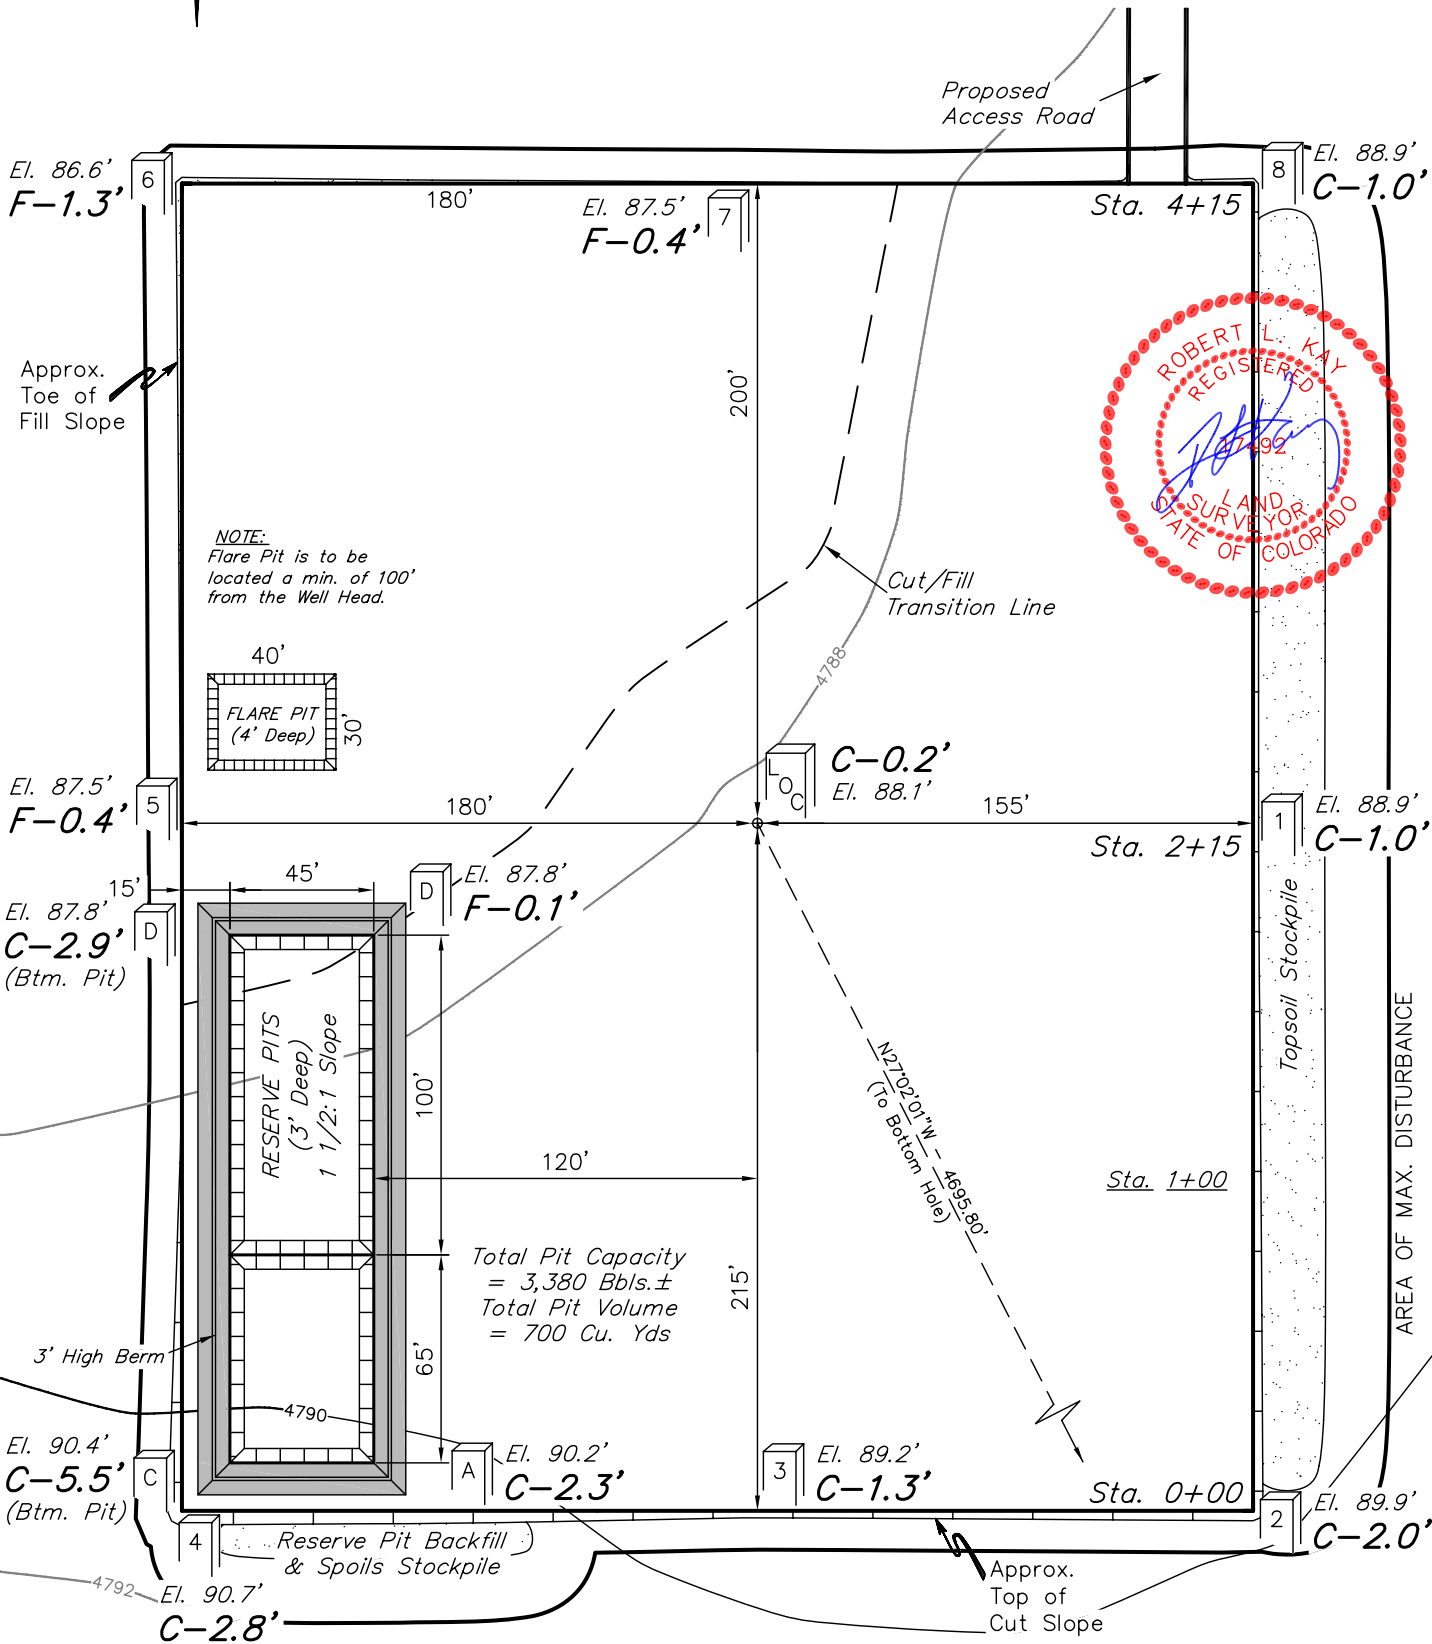 Proposed
Access Road
El. 86.6'
F-1.3'
6
180'
El. 87.5'
F-0.4'
7
Sta. 4+15
8
El. 88.9'
C-1.0'
Approx.
Toe of
Fill Slope
200'
ROBERT L. KAY
REGISTERED
17492
LAND
SURVEYOR
STATE OF COLORADO
NOTE:
Flare Pit is to be
located a min. of 100'
from the Well Head.
Cut/Fill
Transition Line
4788
40'
FLARE PIT
(4' Deep)
30'
LOC
C-0.2'
El. 88.1'
El. 87.5'
F-0.4'
5
180'
155'
Sta. 2+15
1
El. 88.9'
C-1.0'
15'
45'
D
El. 87.8'
F-0.1'
El. 87.8'
C-2.9'
(Btm. Pit)
D
Topsoil Stockpile
RESERVE PITS
(3' Deep)
1 1/2:1 Slope
100'
120'
N27°02'01"W - 4695.80'
(To Bottom Hole)
Sta. 1+00
AREA OF MAX. DISTURBANCE
Total Pit Capacity
= 3,380 Bbls.±
Total Pit Volume
= 700 Cu. Yds
215'
65'
3' High Berm
4790
El. 90.4'
C-5.5'
(Btm. Pit)
C
A
El. 90.2'
C-2.3'
3
El. 89.2'
C-1.3'
Sta. 0+00
2
El. 89.9'
C-2.0'
4
Reserve Pit Backfill
& Spoils Stockpile
4792
El. 90.7'
C-2.8'
Approx.
Top of
Cut Slope